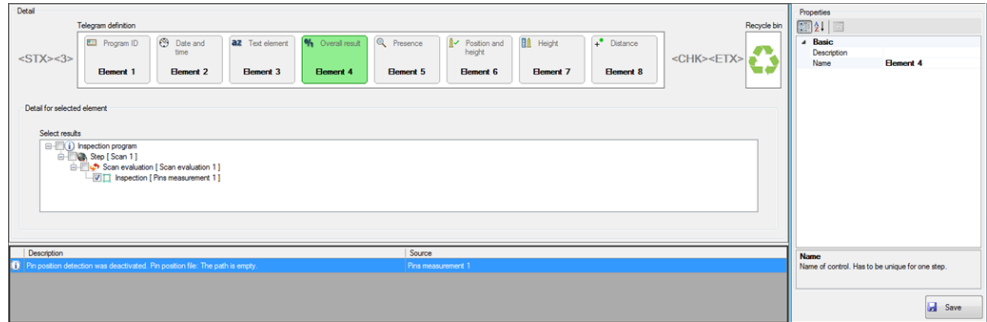 Detail
Properties
Telegram definition
Recycle bin
<STX><3>
Program ID
Element 1
Date and
time
Element 2
Text element
Element 3
Overall result
Element 4
Presence
Element 5
Position and
height
Element 6
Height
Element 7
Distance
Element 8
<CHK><ETX>
Basic
Description
Name Element 4
Detail for selected element
Select results
Inspection program
Step [ Scan 1 ]
Scan evaluation [ Scan evaluation 1 ]
Inspection [ Pins measurement 1 ]
Description Source
Pin position detection was deactivated. Pin position file: The path is empty. Pins measurement 1
Name
Name of control. Has to be unique for one step.
Save